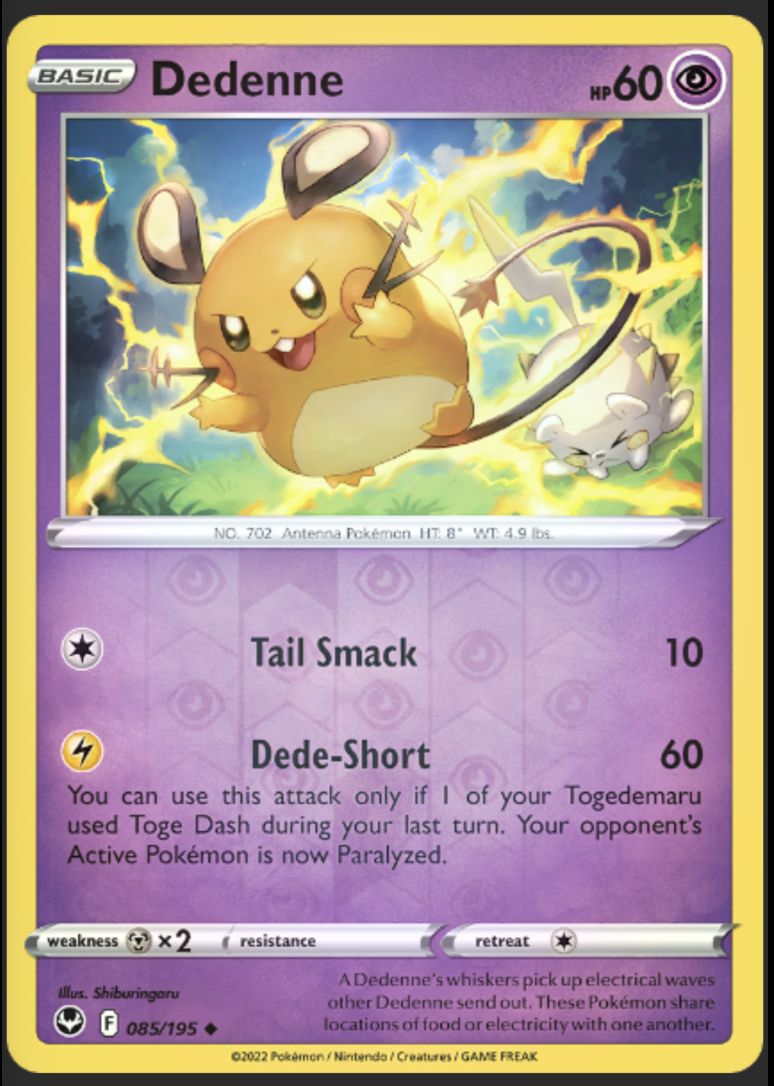 BASIC Dedenne HP60
NO. 702 Antenna Pokémon HT: 8" WT: 4.9 lbs.
Tail Smack 10
Dede-Short 60
You can use this attack only if 1 of your Togedemaru
used Toge Dash during your last turn. Your opponent's
Active Pokémon is now Paralyzed.
weakness ×2 resistance retreat
Illus. Shiburingaru
A Dedenne's whiskers pick up electrical waves
other Dedenne send out. These Pokémon share
locations of food or electricity with one another.
F 085/195
©2022 Pokémon / Nintendo / Creatures / GAME FREAK